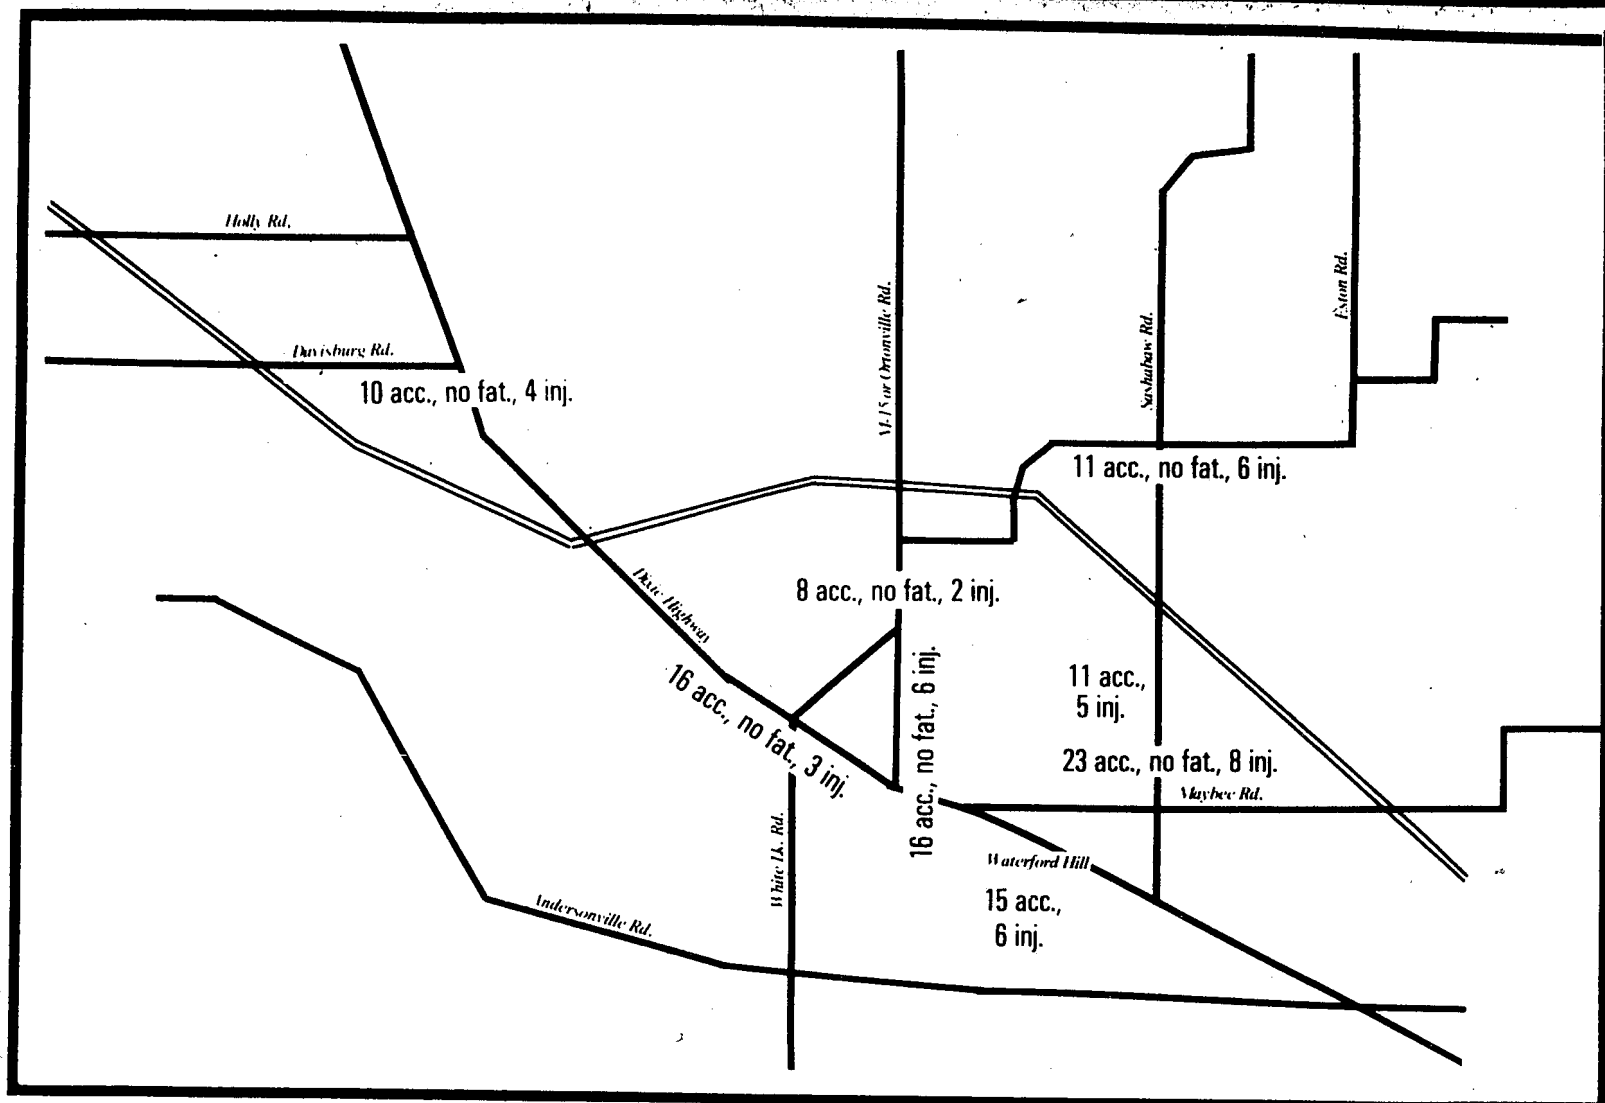 Holly Rd.
Davisburg Rd.
10 acc., no fat., 4 inj.
M-15 or Ortonville Rd.
Sashabaw Rd.
Eston Rd.
11 acc., no fat., 6 inj.
Dixie Highway
8 acc., no fat., 2 inj.
16 acc., no fat., 3 inj.
16 acc., no fat., 6 inj.
11 acc.,
5 inj.
23 acc., no fat., 8 inj.
Maybee Rd.
White Lk. Rd.
Waterford Hill
15 acc.,
6 inj.
Andersonville Rd.